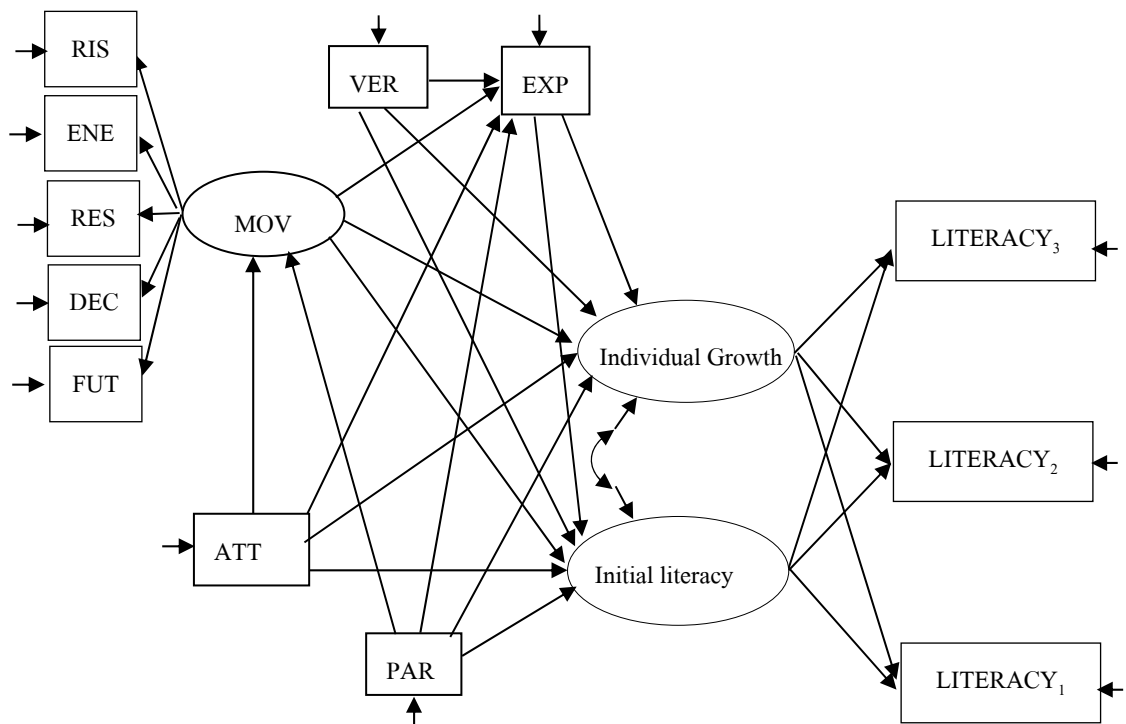 RIS
ENE
RES
DEC
FUT
VER
EXP
MOV
ATT
PAR
Individual Growth
Initial literacy
LITERACY₃
LITERACY₂
LITERACY₁